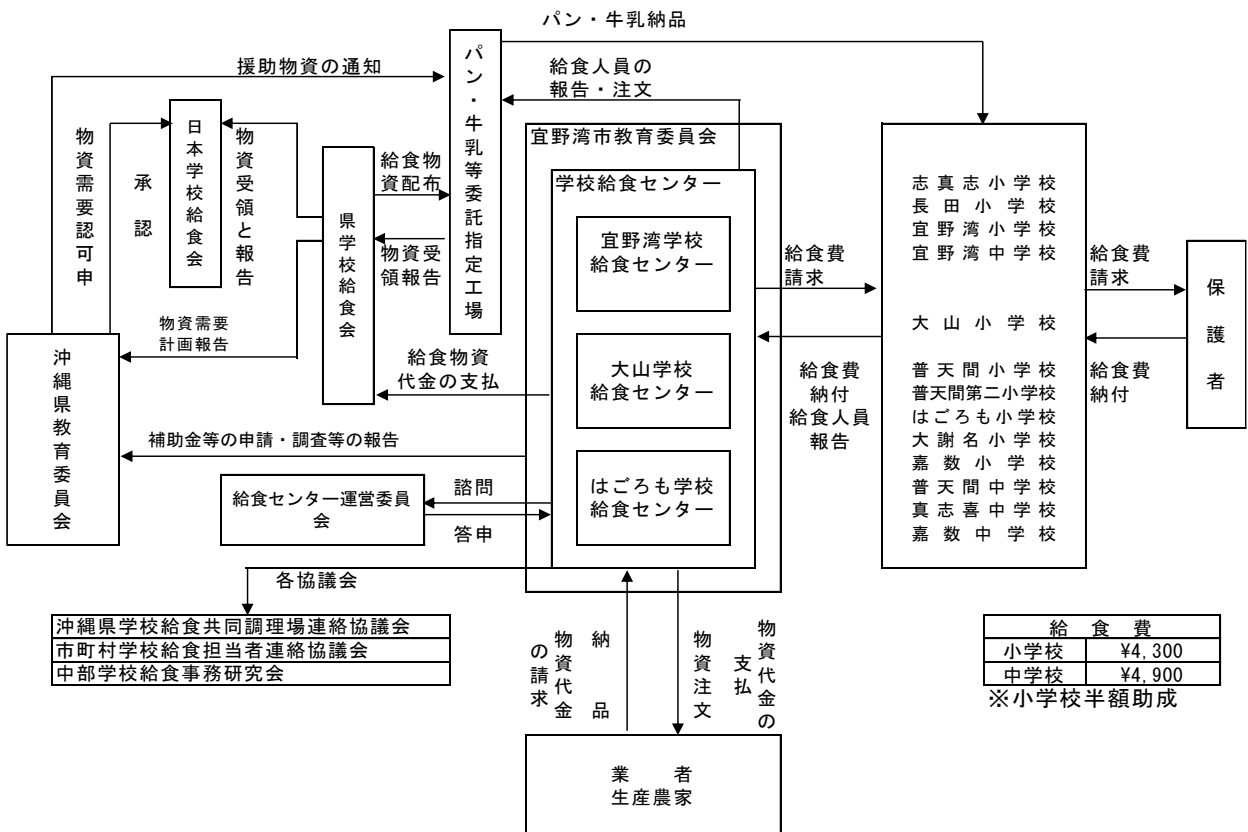 パン・牛乳納品
援助物資の通知
給食人員の
報告・注文
パン・牛乳等委託指定工場
日本学校給食会
物資需要認可申
承認
物資受領と報告
県学校給食会
給食物
資配布
物資受
領報告
宜野湾市教育委員会
学校給食センター
宜野湾学校
給食センター
大山学校
給食センター
はごろも学校
給食センター
志真志小学校
長田小学校
宜野湾小学校
宜野湾中学校
大山小学校
普天間小学校
普天間第二小学校
はごろも小学校
大謝名小学校
嘉数小学校
普天間中学校
真志喜中学校
嘉数中学校
給食費
請求
給食費
納付
給食人員
報告
給食費
請求
給食費
納付
保護者
物資需要
計画報告
沖縄県教育委員会
給食物資
代金の支払
補助金等の申請・調査等の報告
給食センター運営委員
会
諮問
答申
各協議会
沖縄県学校給食共同調理場連絡協議会
市町村学校給食担当者連絡協議会
中部学校給食事務研究会
物資代金
の請求
納品
物資注文
物資代金の
支払
業者
生産農家
給食費
小学校 ¥4,300
中学校 ¥4,900
※小学校半額助成